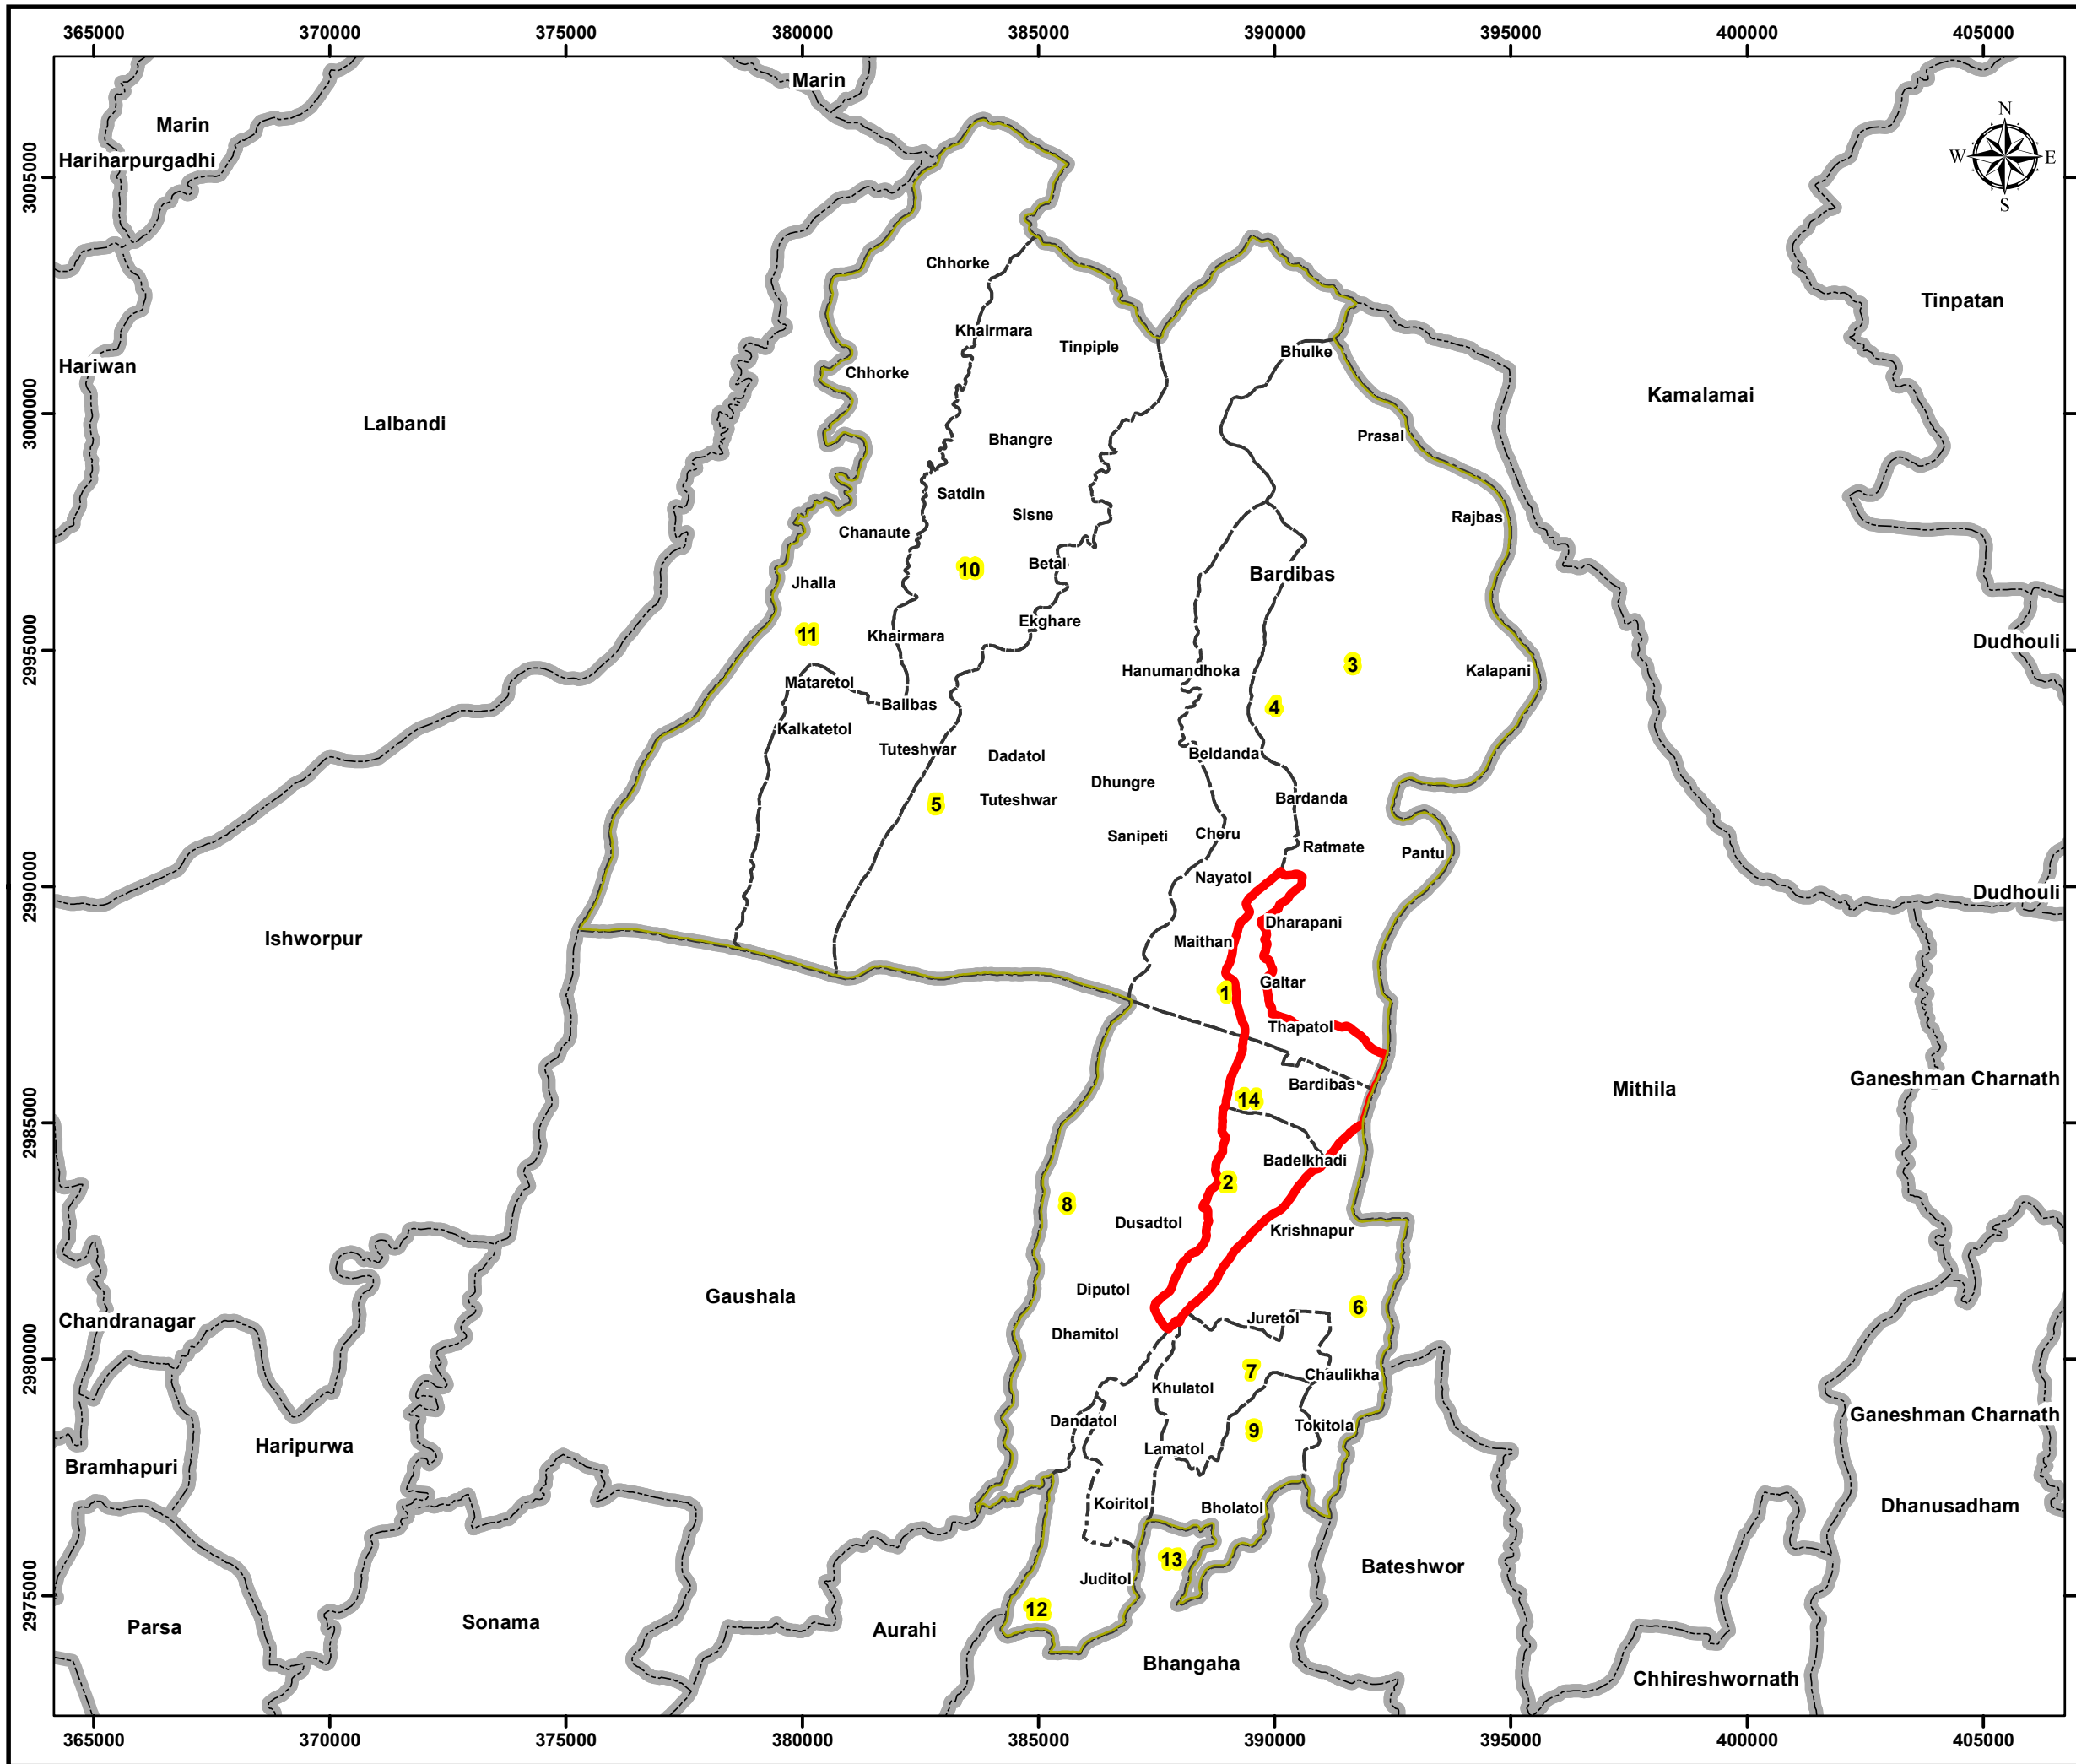 365000 370000 375000 380000 385000 390000 395000 400000 405000
Marin
Marin
N
Hariharpurgadhi
W E
3005000
S
Chhorke
Tinpatan
Khairmara
Tinpiple
Bhulke
Hariwan
Chhorke
Kamalamai
3000000
Lalbandi
Prasal
Bhangre
Satdin
Sisne
Rajbas
Chanaute
10
Betal
Bardibas
Jhalla
Ekghare
11
Khairmara
Dudhouli
2995000
3
Hanumandhoka
Kalapani
Mataretol
Bailbas
4
Kalkatetol
Tuteshwar
Dadatol
Beldanda
Dhungre
5
Tuteshwar
Bardanda
Sanipeti
Cheru
Ratmate
Pantu
Nayatol
Dudhouli
2990000
Dharapani
Ishworpur
Maithan
Galtar
1
Thapatol
Bardibas
Mithila
Ganeshman Charnath
14
2985000
Badelkhadi
2
8
Dusadtol
Krishnapur
Diputol
Gaushala
6
Chandranagar
Juretol
Dhamitol
2980000
7
Chaulikha
Khulatol
Dandatol
Tokitola
Ganeshman Charnath
9
Haripurwa
Lamatol
Bramhapuri
Koiritol
Bholatol
Dhanusadham
13
Bateshwor
Juditol
2975000
12
Parsa
Sonama
Aurahi
Bhangaha
Chhireshwornath
365000 370000 375000 380000 385000 390000 395000 400000 405000